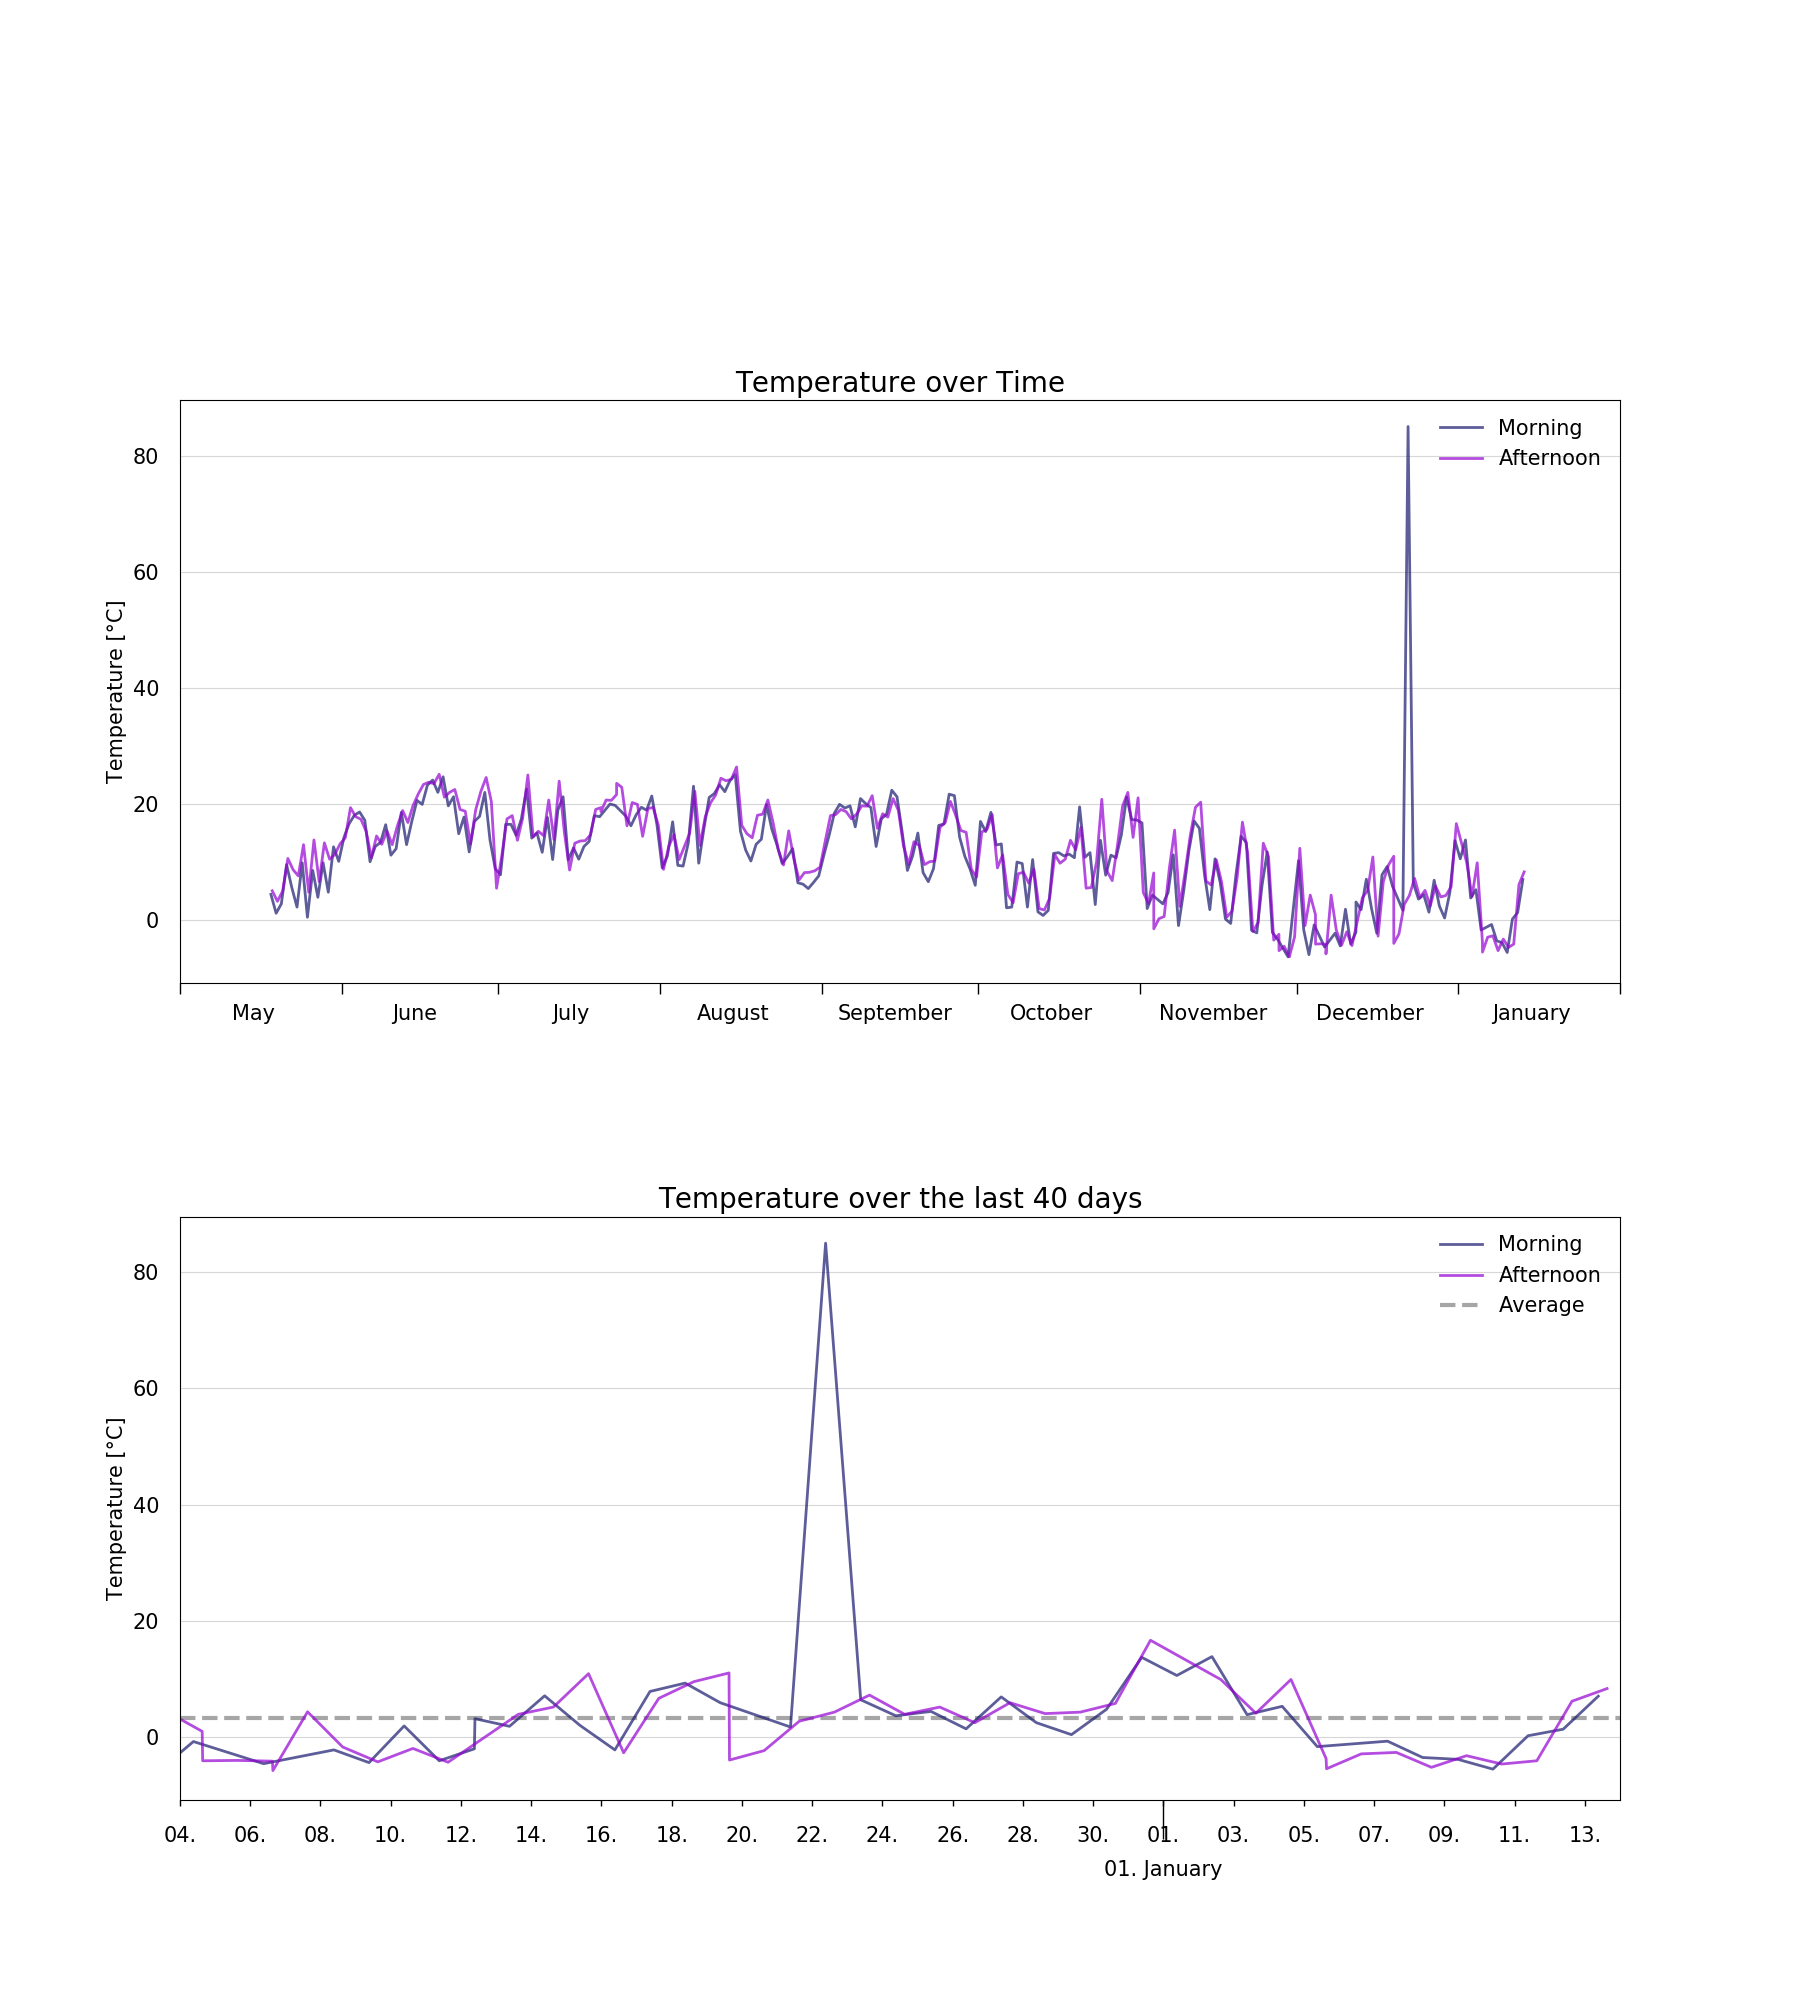 Temperature over Time
Morning
Afternoon
80
60
40
20
0
Temperature [°C]
May June July August September October November December January
Temperature over the last 40 days
Morning
Afternoon
Average
80
60
40
20
0
Temperature [°C]
04. 06. 08. 10. 12. 14. 16. 18. 20. 22. 24. 26. 28. 30. 01. 03. 05. 07. 09. 11. 13.
01. January